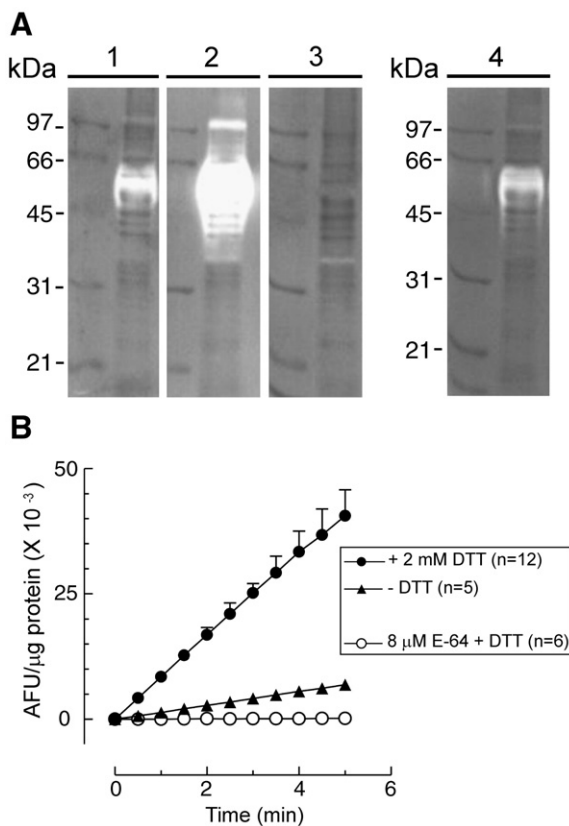 A
kDa 1 2 3 4 kDa
97- 97-
66- 66-
45- 45-
31- 31-
21- 21-
B
50
25
0
AFU/μg protein (X 10 -3)
0 2 4 6
Time (min)
+ 2 mM DTT (n=12)
- DTT (n=5)
8 μM E-64 + DTT (n=6)